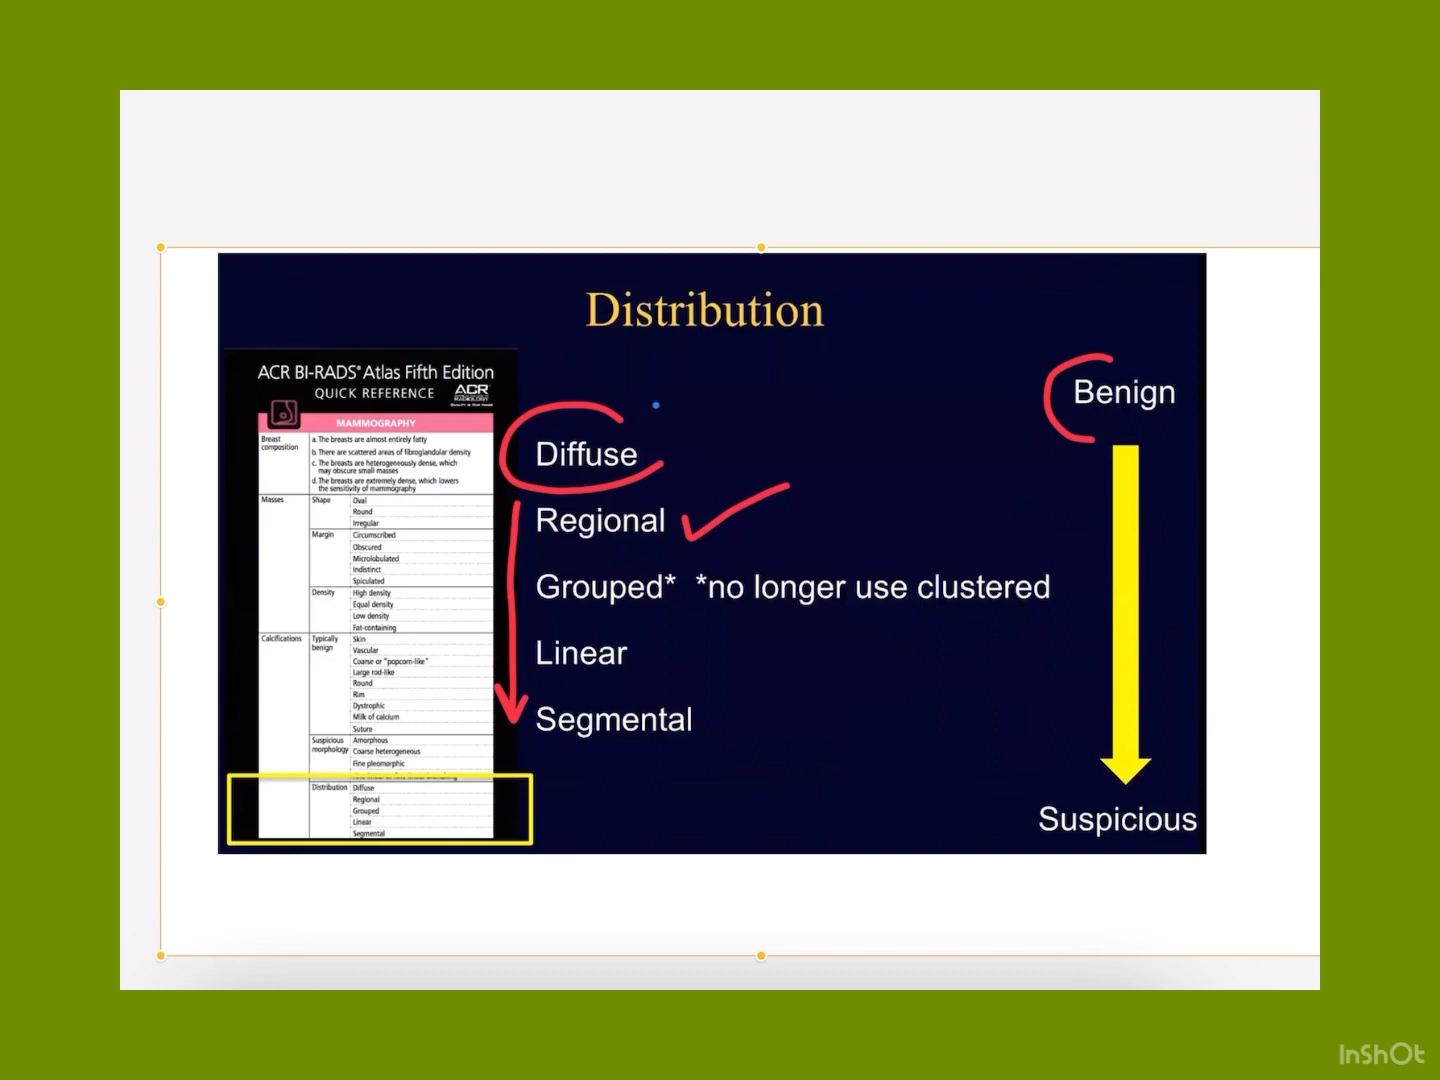 Distribution
ACR BI-RADS® Atlas Fifth Edition
QUICK REFERENCE
ACR
MAMMOGRAPHY
Breast composition
a. The breasts are almost entirely fatty
b. There are scattered areas of fibroglandular density
c. The breasts are heterogeneously dense, which may obscure small masses
d. The breasts are extremely dense, which lowers the sensitivity of mammography
Masses
Shape
Oval
Round
Irregular
Margin
Circumscribed
Obscured
Microlobulated
Indistinct
Spiculated
Density
High density
Equal density
Low density
Fat-containing
Calcifications
Typically benign
Skin
Vascular
Coarse or "popcorn-like"
Large rod-like
Round
Rim
Dystrophic
Milk of calcium
Suture
Suspicious morphology
Amorphous
Coarse heterogeneous
Fine pleomorphic
Distribution
Diffuse
Regional
Grouped
Linear
Segmental
Diffuse
Regional
Grouped* *no longer use clustered
Linear
Segmental
Benign
Suspicious
InShOt